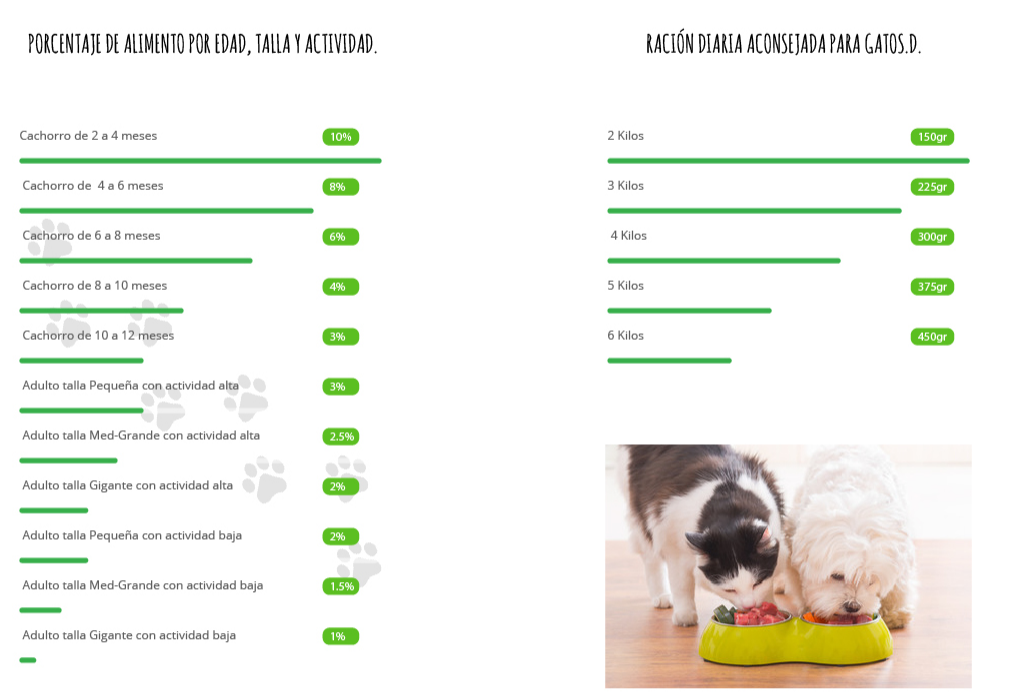 PORCENTAJE DE ALIMENTO POR EDAD, TALLA Y ACTIVIDAD.
Cachorro de 2 a 4 meses 10%
Cachorro de 4 a 6 meses 8%
Cachorro de 6 a 8 meses 6%
Cachorro de 8 a 10 meses 4%
Cachorro de 10 a 12 meses 3%
Adulto talla Pequeña con actividad alta 3%
Adulto talla Med-Grande con actividad alta 2.5%
Adulto talla Gigante con actividad alta 2%
Adulto talla Pequeña con actividad baja 2%
Adulto talla Med-Grande con actividad baja 1.5%
Adulto talla Gigante con actividad baja 1%
RACIÓN DIARIA ACONSEJADA PARA GATOS.D.
2 Kilos 150gr
3 Kilos 225gr
4 Kilos 300gr
5 Kilos 375gr
6 Kilos 450gr